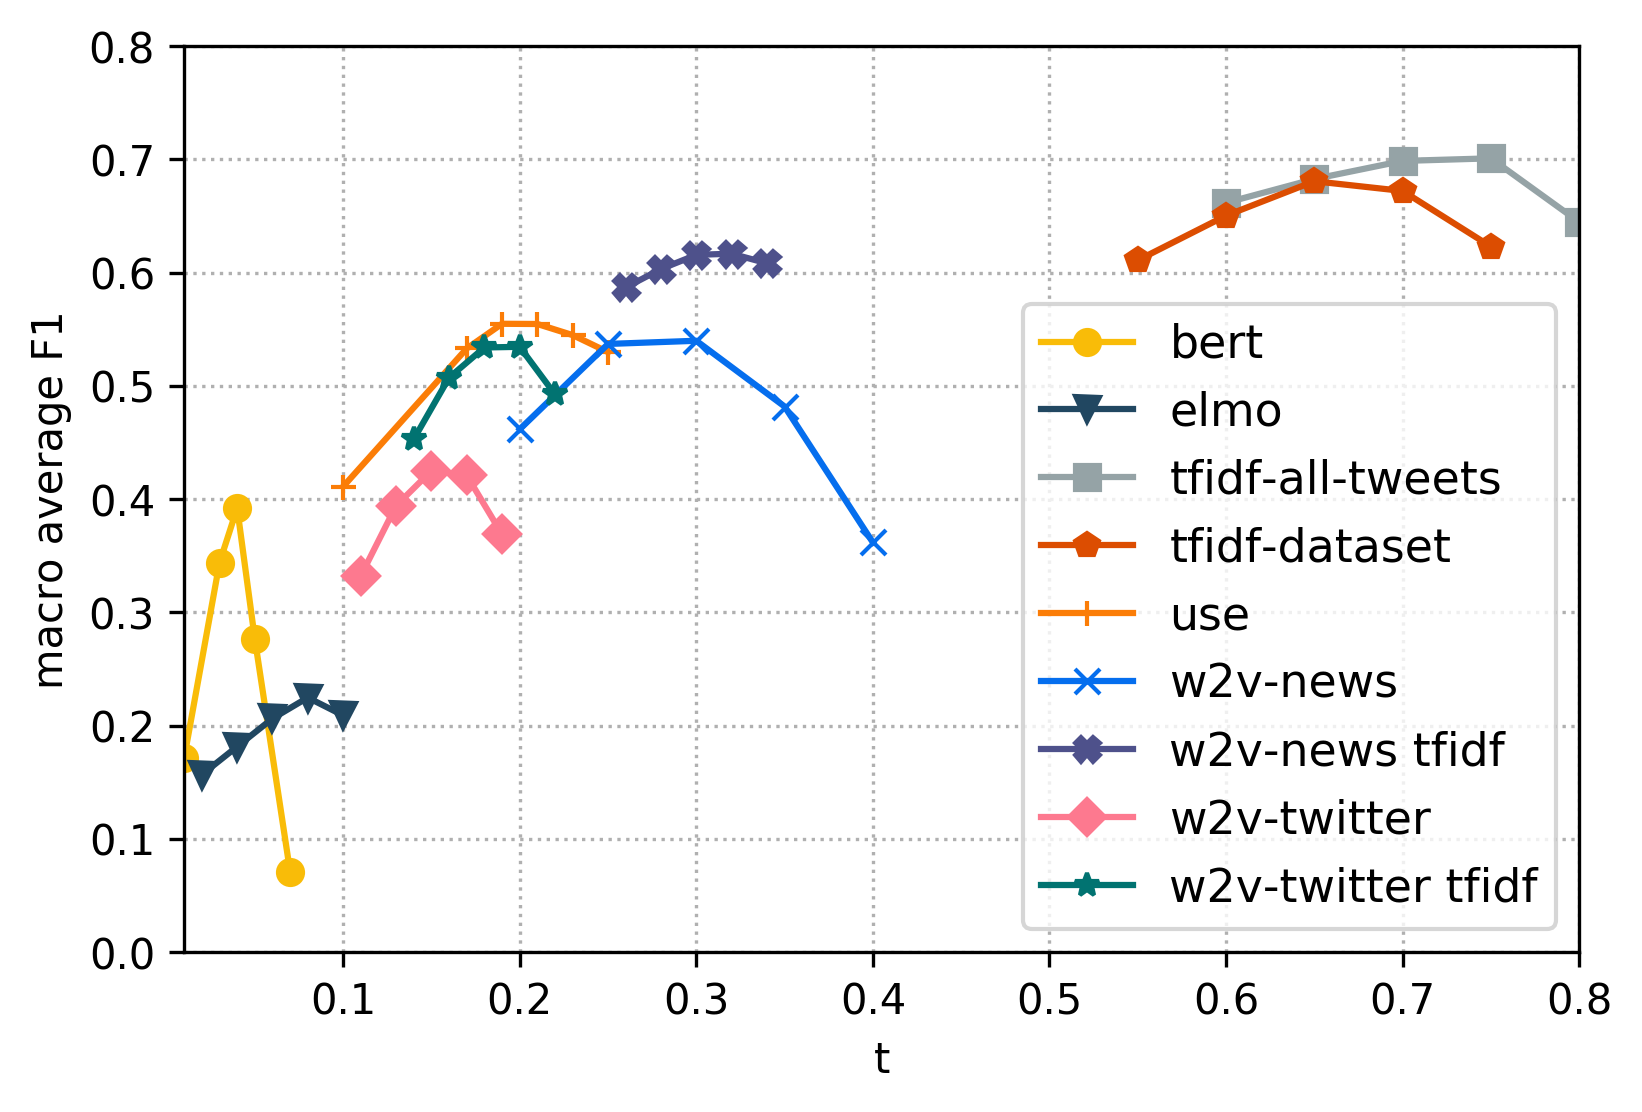 0.8
0.7
0.6
0.5
0.4
0.3
0.2
0.1
0.0
macro average F1
bert
elmo
tfidf-all-tweets
tfidf-dataset
use
w2v-news
w2v-news tfidf
w2v-twitter
w2v-twitter tfidf
0.1 0.2 0.3 0.4 0.5 0.6 0.7 0.8
t